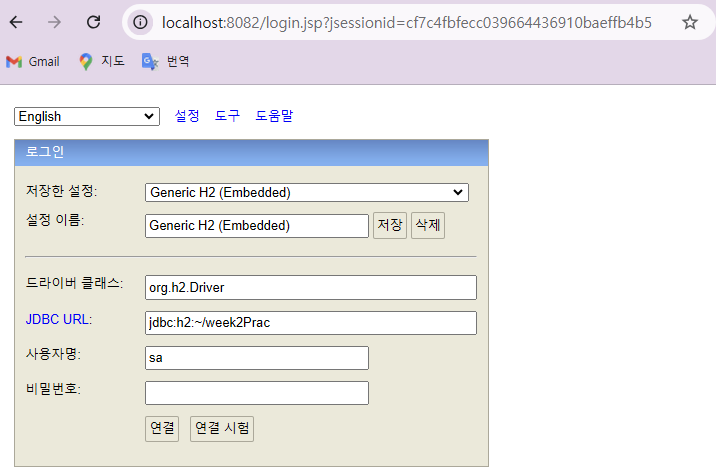 localhost:8082/login.jsp?jsessionid=cf7c4fbfecc039664436910baeffb4b5
Gmail 지도 번역
English 설정 도구 도움말
로그인
저장한 설정: Generic H2 (Embedded)
설정 이름: Generic H2 (Embedded) 저장 삭제
드라이버 클래스: org.h2.Driver
JDBC URL: jdbc:h2:~/week2Prac
사용자명: sa
비밀번호:
연결 연결 시험